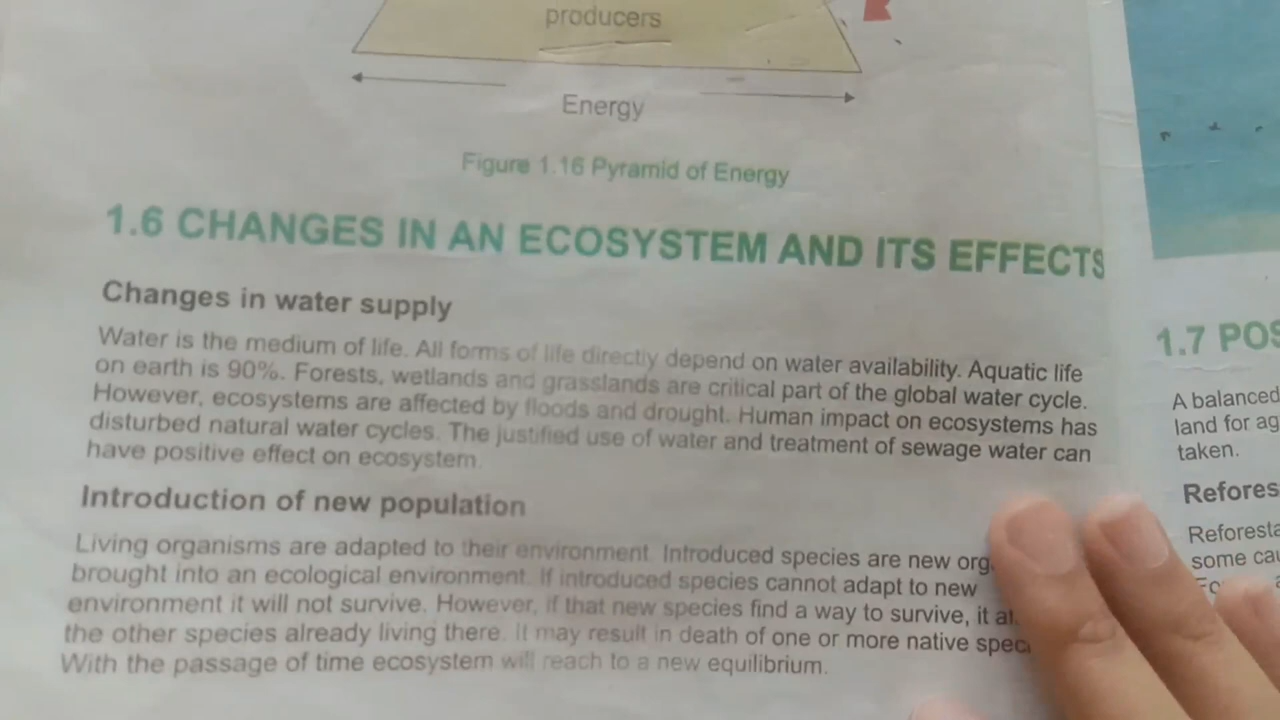 producers
Energy
Figure 1.16 Pyramid of Energy
1.6 CHANGES IN AN ECOSYSTEM AND ITS EFFECTS
Changes in water supply
Water is the medium of life. All forms of life directly depend on water availability. Aquatic life
on earth is 90%. Forests, wetlands and grasslands are critical part of the global water cycle.
However, ecosystems are affected by floods and drought. Human impact on ecosystems has
disturbed natural water cycles. The justified use of water and treatment of sewage water can
have positive effect on ecosystem.
Introduction of new population
Living organisms are adapted to their environment. Introduced species are new
brought into an ecological environment. If introduced species cannot adapt to new
environment it will not survive. However, if that new species find a way to survive, it
the other species already living there. It may result in death of one or more native
With the passage of time ecosystem will reach to a new equilibrium.
1.7
A balanced
land for
taken.